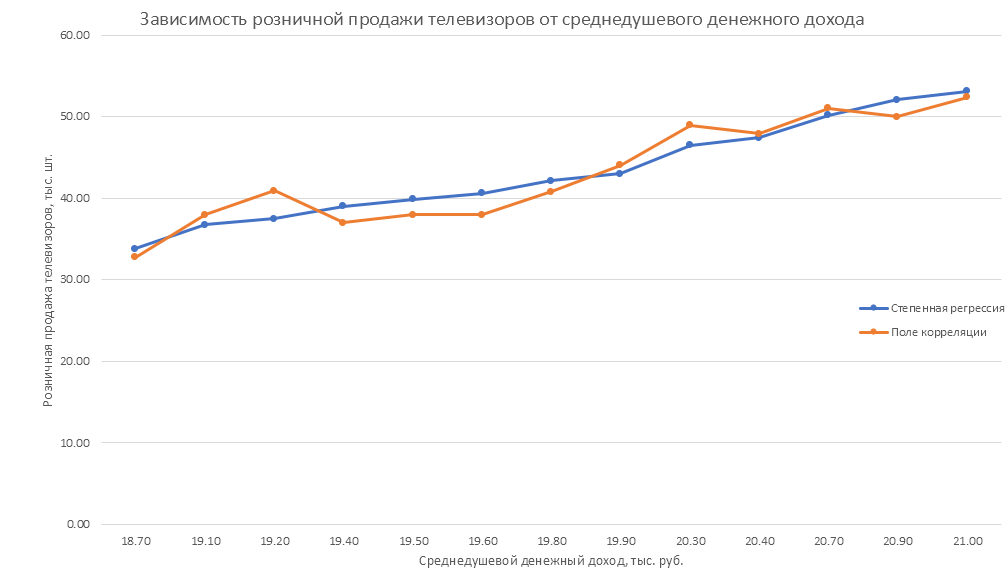 Зависимость розничной продажи телевизоров от среднедушевого денежного дохода
60.00
50.00
40.00
30.00
20.00
10.00
0.00
Розничная продажа телевизоров, тыс. шт.
Степенная регрессия
Поле корреляции
18.70 19.10 19.20 19.40 19.50 19.60 19.80 19.90 20.30 20.40 20.70 20.90 21.00
Среднедушевой денежный доход, тыс. руб.